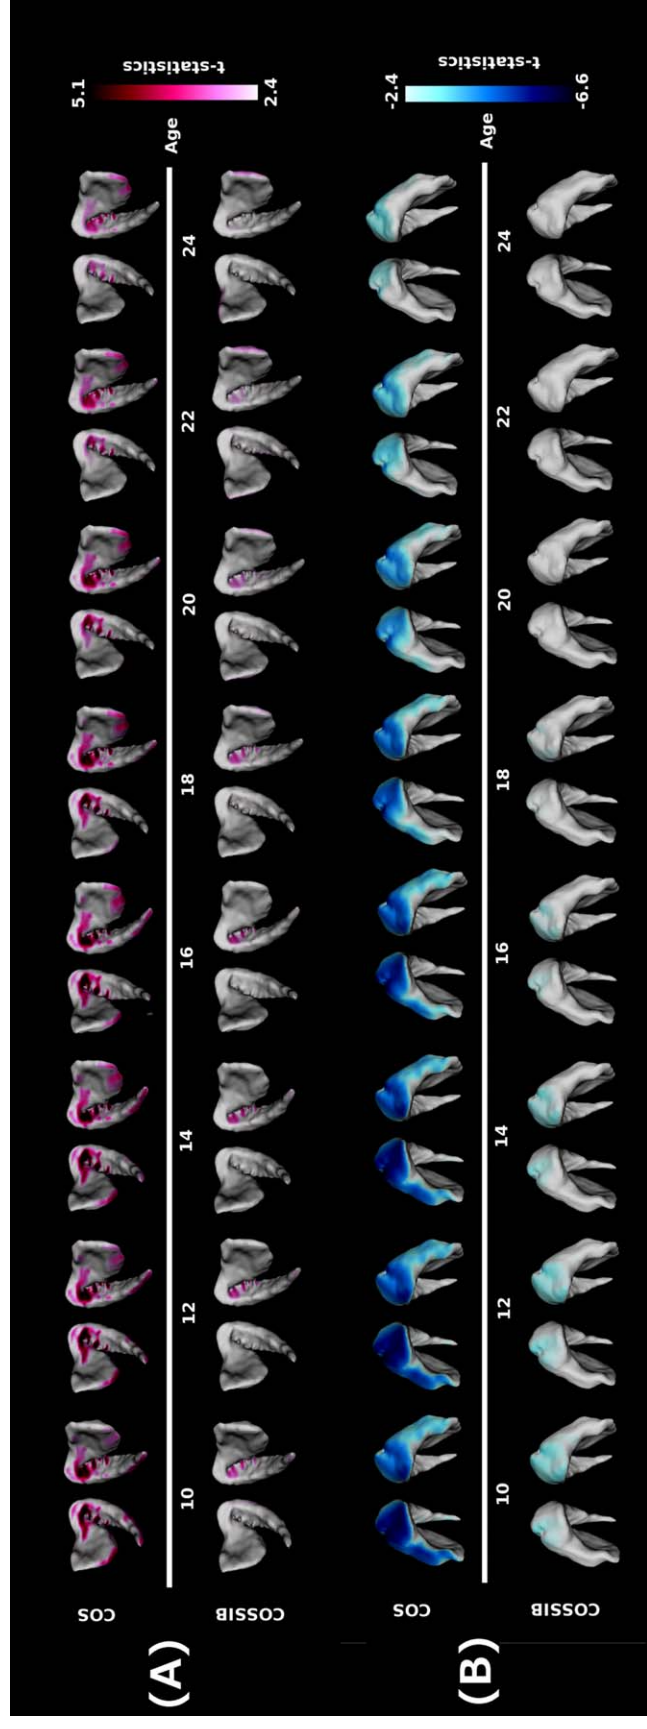 (A)
COS
COSSIB
10
12
14
16
18
20
22
24
Age
t-statistics
5.1
2.4
(B)
COS
COSSIB
10
12
14
16
18
20
22
24
Age
t-statistics
-2.4
-6.6